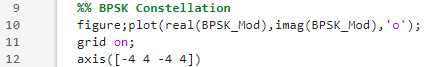 9 %% BPSK Constellation
10 figure;plot(real(BPSK_Mod),imag(BPSK_Mod),'o');
11 grid on;
12 axis([-4 4 -4 4])